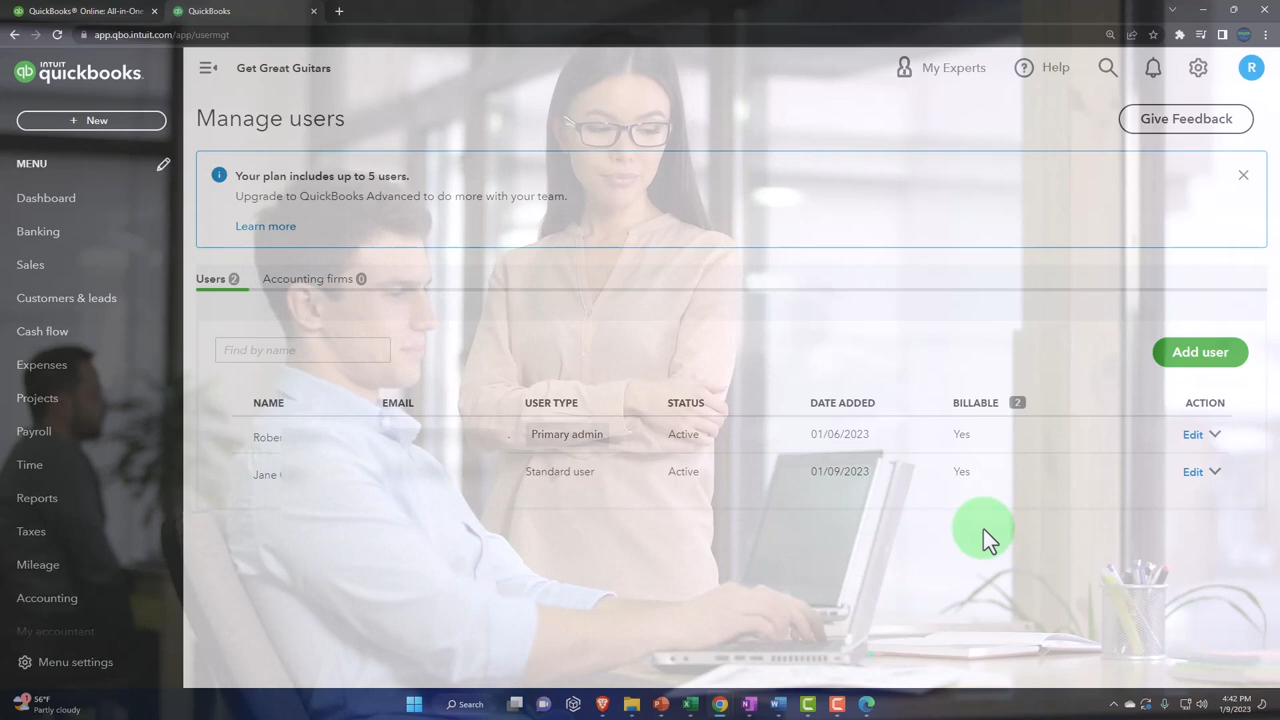 QuickBooks® Online: All-in-One
QuickBooks
app.qbo.intuit.com/app/usermgt
INTUIT
quickbooks.
Get Great Guitars
My Experts
Help
R
+ New
Manage users
Give Feedback
MENU
Your plan includes up to 5 users.
Upgrade to QuickBooks Advanced to do more with your team.
Learn more
Dashboard
Banking
Sales
Customers & leads
Cash flow
Expenses
Projects
Payroll
Time
Reports
Taxes
Mileage
Accounting
My accountant
Menu settings
Users 2
Accounting firms 0
Find by name
Add user
NAME EMAIL USER TYPE STATUS DATE ADDED BILLABLE 2 ACTION
Rober Primary admin Active 01/06/2023 Yes Edit
Jane Standard user Active 01/09/2023 Yes Edit
1
56°F
Partly cloudy
Search
4:42 PM
1/9/2023